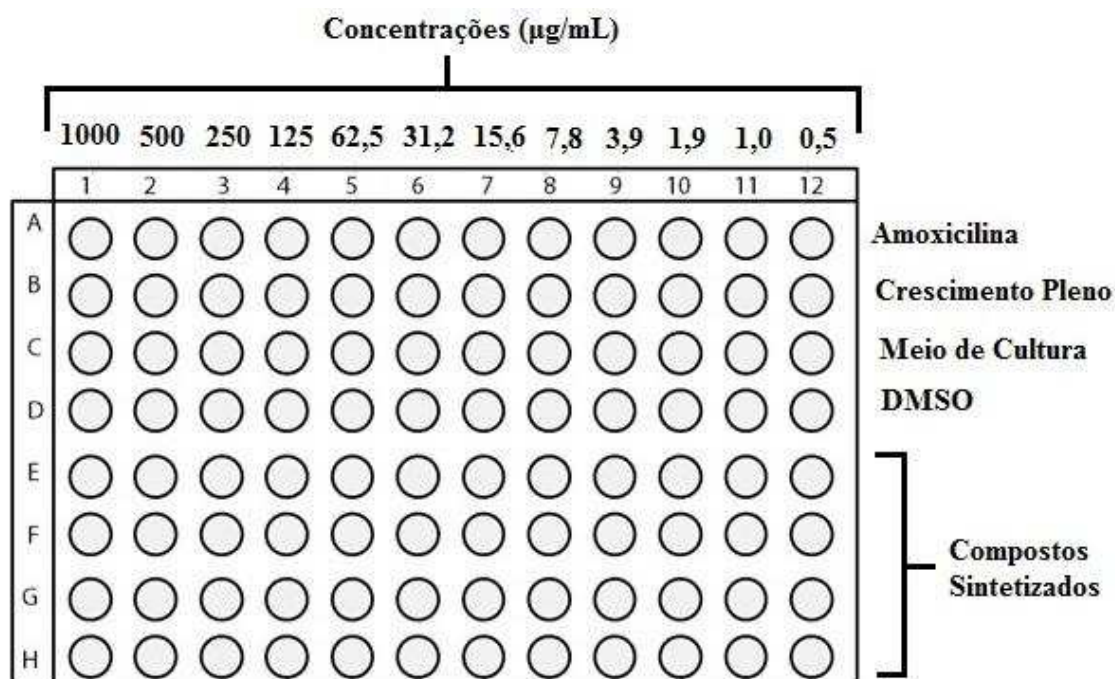 Concentrações (µg/mL)
1000 500 250 125 62,5 31,2 15,6 7,8 3,9 1,9 1,0 0,5
1 2 3 4 5 6 7 8 9 10 11 12
A Amoxicilina
B Crescimento Pleno
C Meio de Cultura
D DMSO
E
F
G
H
Compostos
Sintetizados